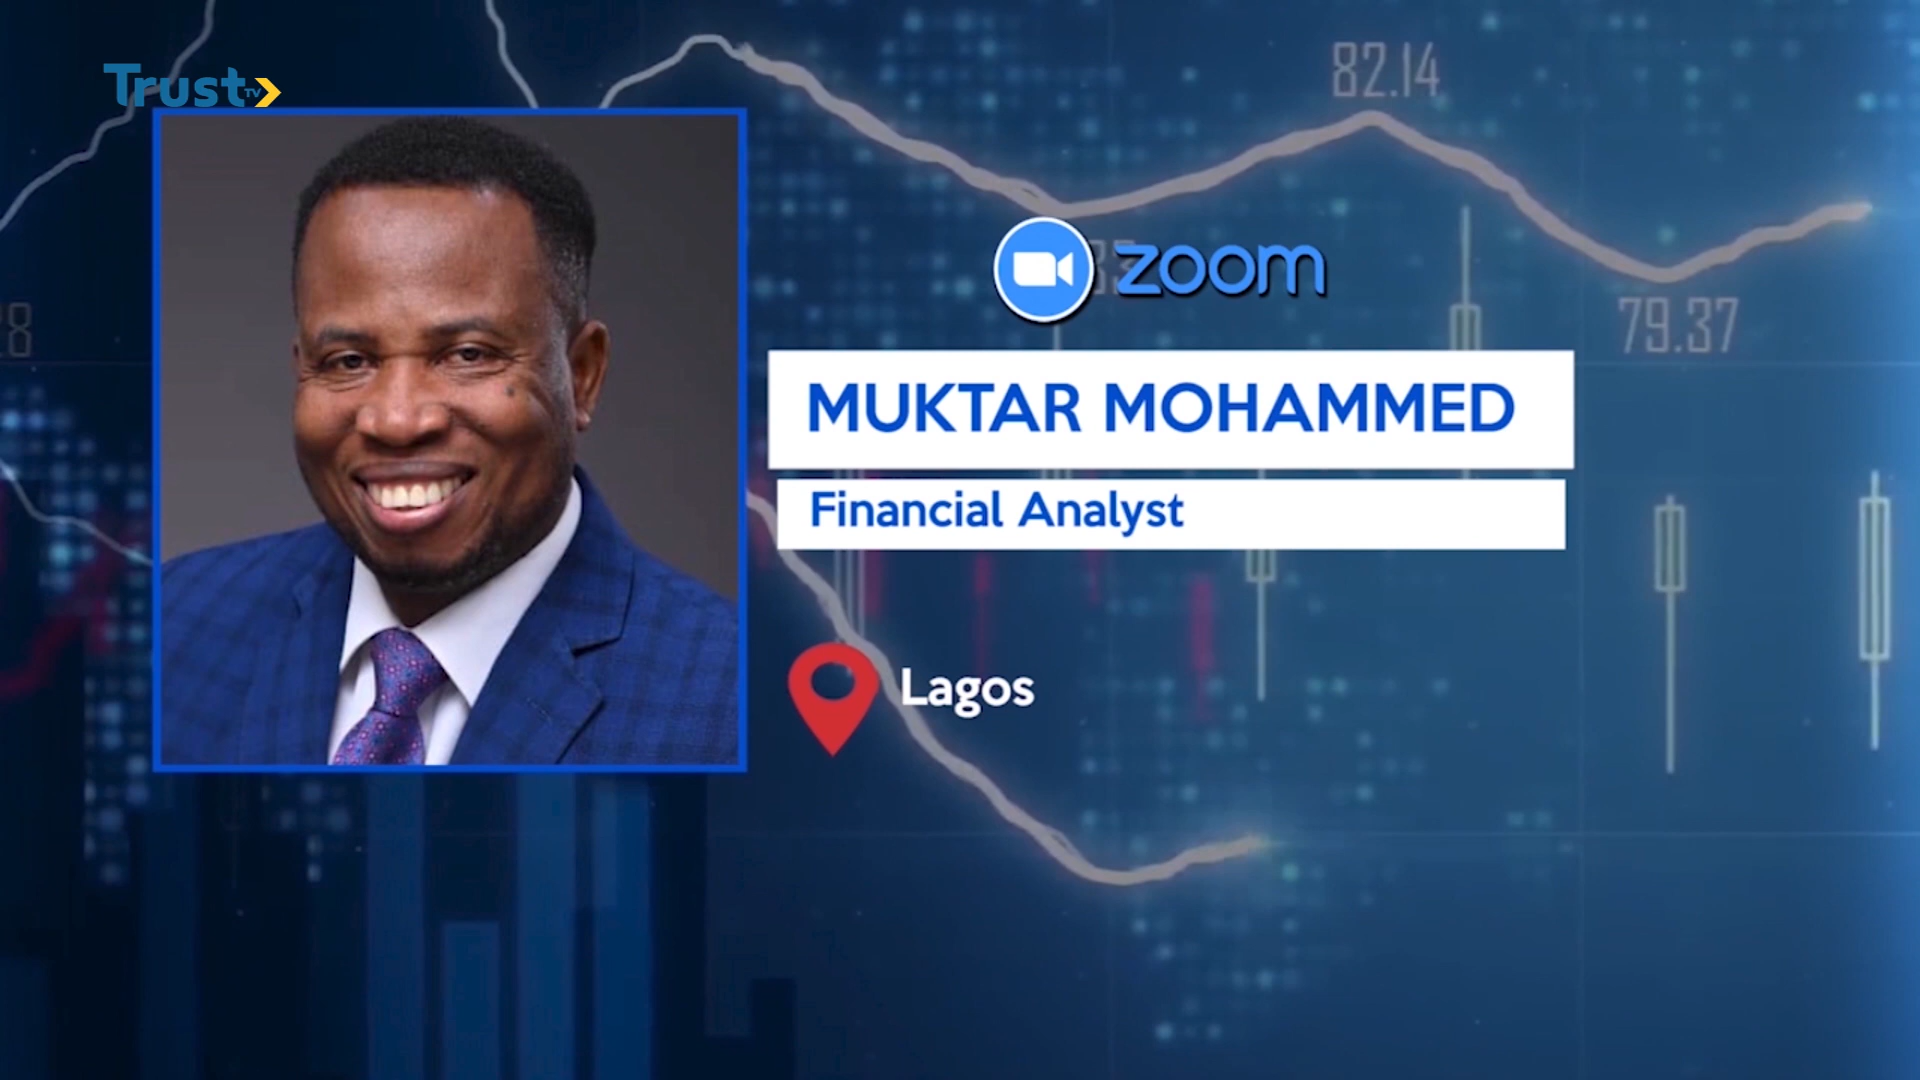 Trust TV
82.14
zoom
79.37
MUKTAR MOHAMMED
Financial Analyst
Lagos